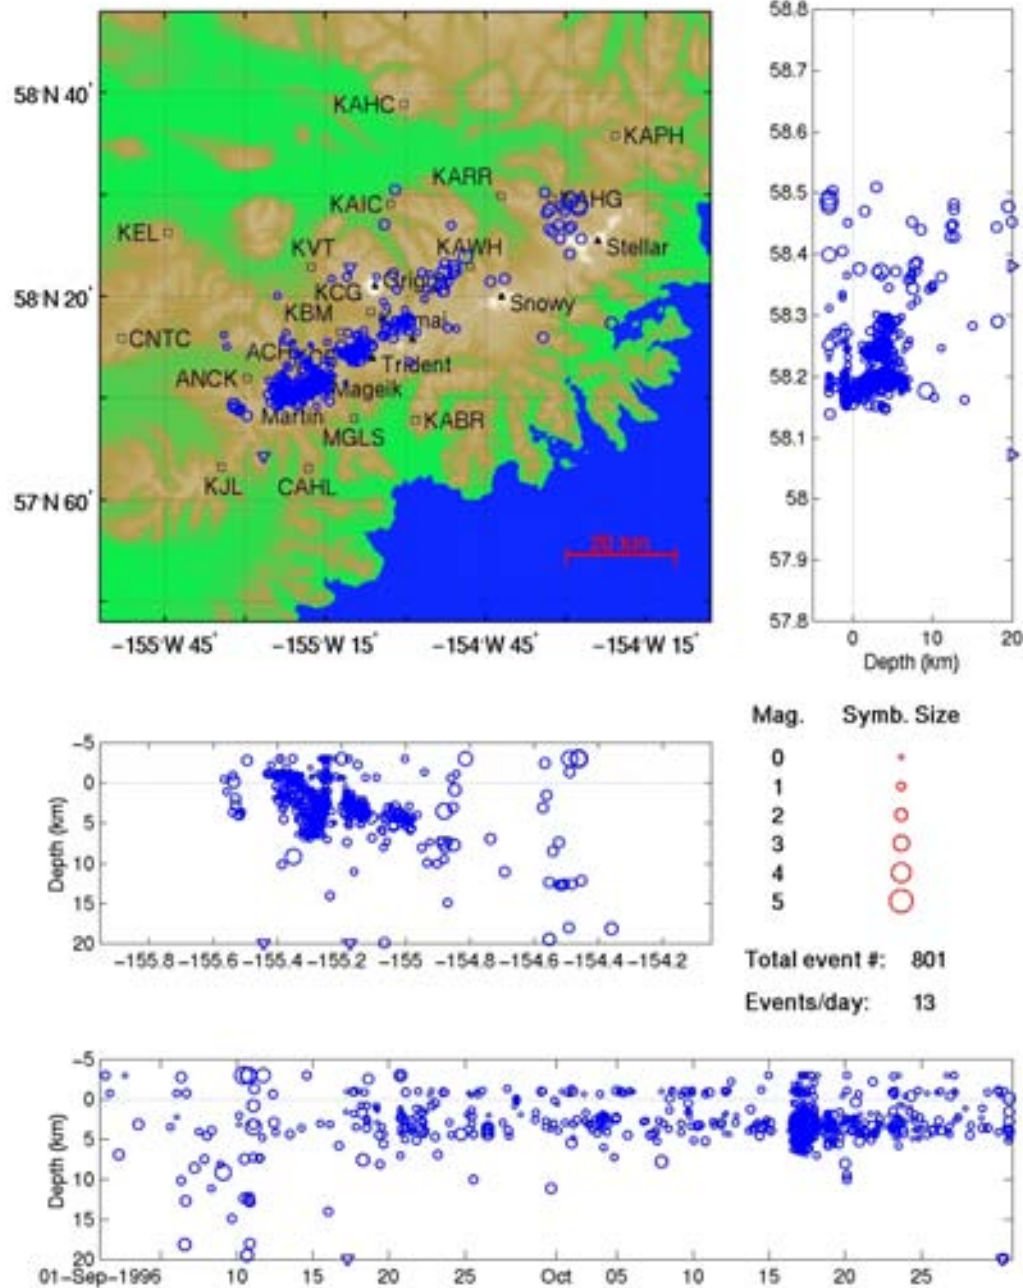 58°N 40'
58°N 20'
57°N 60'
−155°W 45'
−155°W 15'
−154°W 45'
−154°W 15'
KAHC
KAPH
KARR
KAHG
KAIC
KEL
KVT
KAWH
Stellar
KCG
Griggs
Snowy
KBM
CNTC
ACH
Trident
ANCK
Mageik
Martin
KABR
MGLS
KJL
CAHL
20 km
58.8
58.7
58.6
58.5
58.4
58.3
58.2
58.1
58
57.9
57.8
0 10 20
Depth (km)
−5
0
5
10
15
20
Depth (km)
−155.8 −155.6 −155.4 −155.2 −155 −154.8 −154.6 −154.4 −154.2
Mag. Symb. Size
0
1
2
3
4
5
Total event #: 801
Events/day: 13
−5
0
5
10
15
20
Depth (km)
01−Sep−1996 10 15 20 25 Oct 05 10 15 20 25